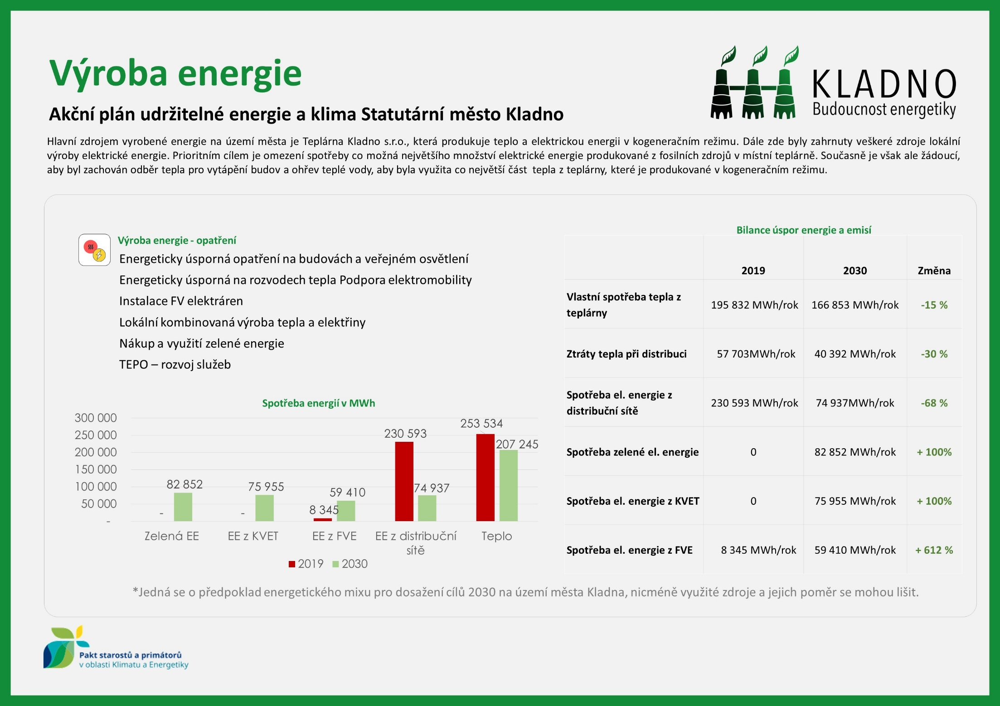 Výroba energie
KLADNO
Budoucnost energetiky
Akční plán udržitelné energie a klima Statutární město Kladno
Hlavní zdrojem vyrobené energie na území města je Teplárna Kladno s.r.o., která produkuje teplo a elektrickou energii v kogeneračním režimu. Dále zde byly zahrnuty veškeré zdroje lokální
výroby elektrické energie. Prioritním cílem je omezení spotřeby co možná největšího množství elektrické energie produkované z fosilních zdrojů v místní teplárně. Současně je však ale žádoucí,
aby byl zachován odběr tepla pro vytápění budov a ohřev teplé vody, aby byla využita co největší část tepla z teplárny, které je produkované v kogeneračním režimu.
Výroba energie - opatření
Energeticky úsporná opatření na budovách a veřejném osvětlení
Energeticky úsporná na rozvodech tepla Podpora elektromobility
Instalace FV elektráren
Lokální kombinovaná výroba tepla a elektřiny
Nákup a využití zelené energie
TEPO – rozvoj služeb
Spotřeba energií v MWh
300 000
250 000
200 000
150 000
100 000
50 000
-
-
82 852
-
75 955
8 345
59 410
230 593
74 937
253 534
207 245
Zelená EE
EE z KVET
EE z FVE
EE z distribuční
sítě
Teplo
2019 2030
Bilance úspor energie a emisí
2019 2030 Změna
Vlastní spotřeba tepla z
teplárny
195 832 MWh/rok 166 853 MWh/rok -15 %
Ztráty tepla při distribuci 57 703MWh/rok 40 392 MWh/rok -30 %
Spotřeba el. energie z
distribuční sítě
230 593 MWh/rok 74 937MWh/rok -68 %
Spotřeba zelené el. energie 0 82 852 MWh/rok + 100%
Spotřeba el. energie z KVET 0 75 955 MWh/rok + 100%
Spotřeba el. energie z FVE 8 345 MWh/rok 59 410 MWh/rok + 612 %
*Jedná se o předpoklad energetického mixu pro dosažení cílů 2030 na území města Kladna, nicméně využité zdroje a jejich poměr se mohou lišit.
Pakt starostů a primátorů
v oblasti Klimatu a Energetiky